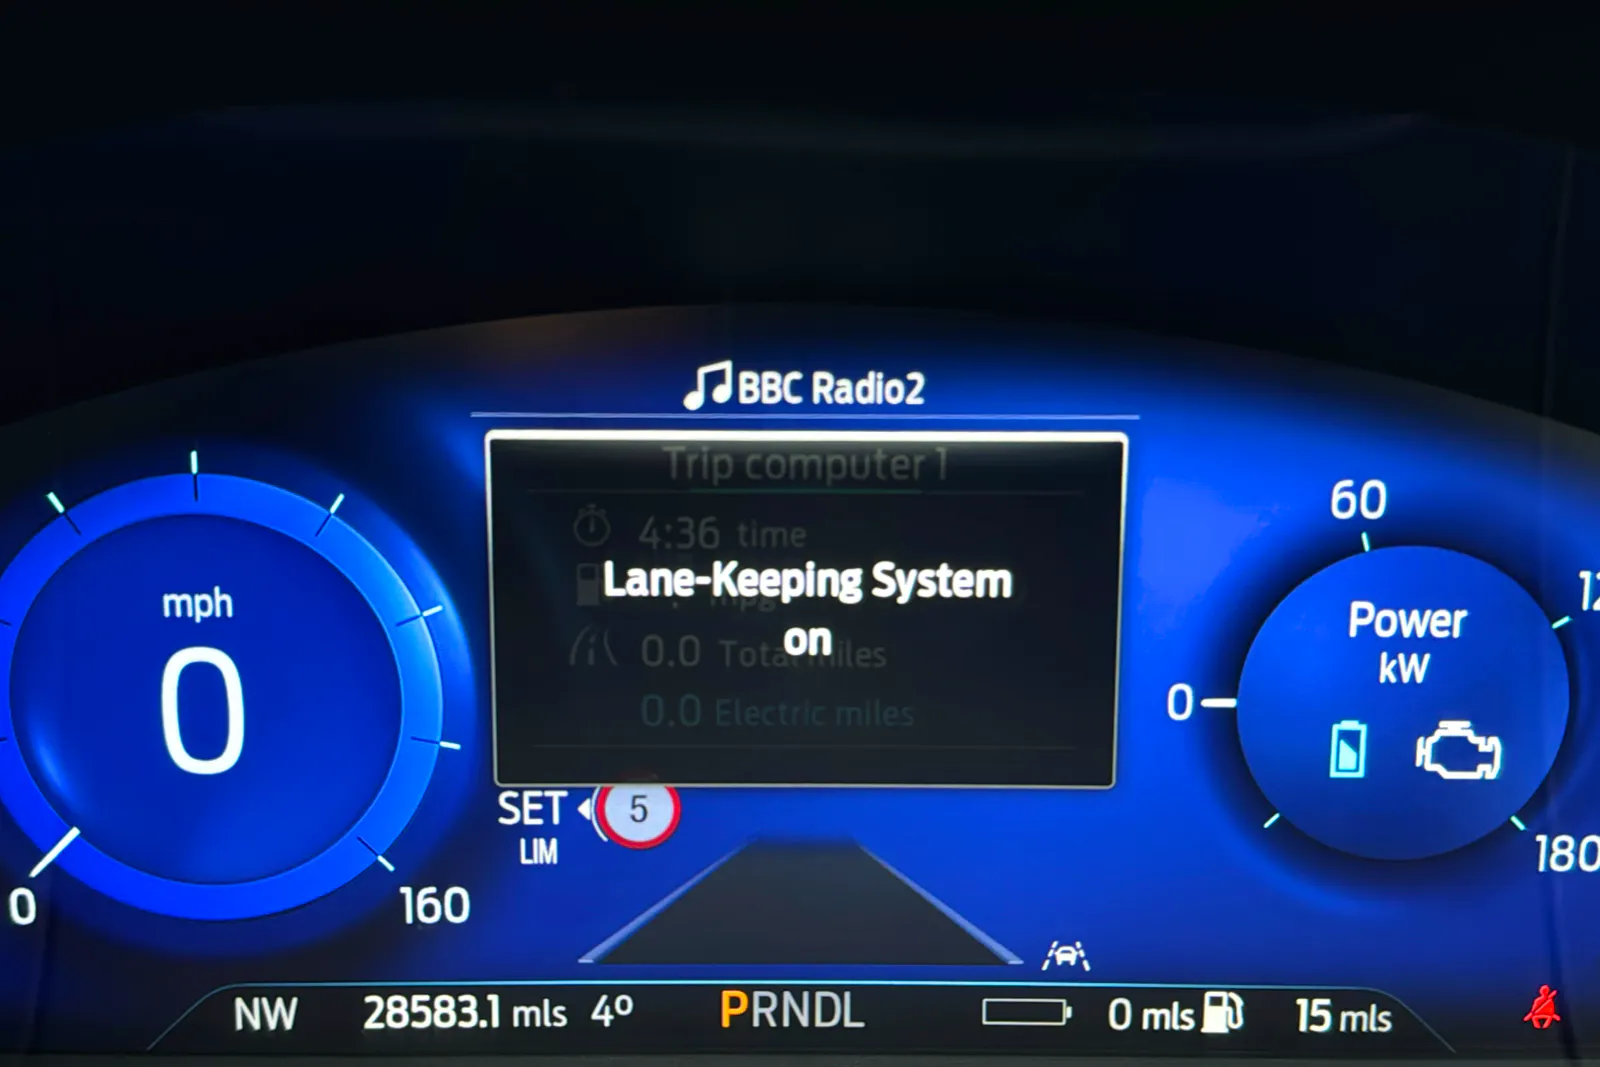 BBC Radio2
Trip computer 1
4:36 time
Lane-Keeping System
on
mpg
0.0 Total miles
0.0 Electric miles
mph
0
0
160
SET
LIM
5
60
Power
kW
0
180
NW 28583.1 mls 4º PRNDL 0 mls 15 mls